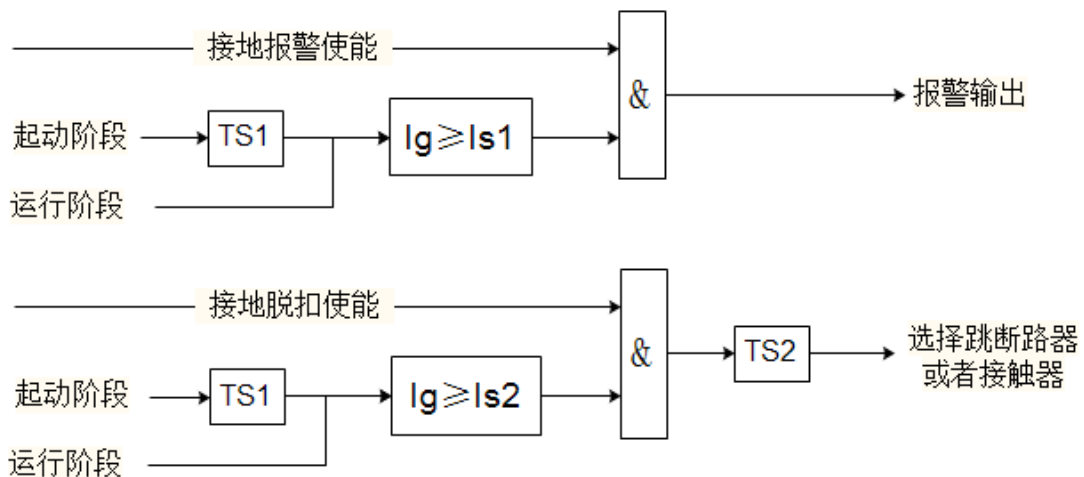 接地报警使能
&
报警输出
起动阶段
TS1
Ig≥Is1
运行阶段
接地脱扣使能
&
TS2
选择跳断路器
或者接触器
起动阶段
TS1
Ig≥Is2
运行阶段